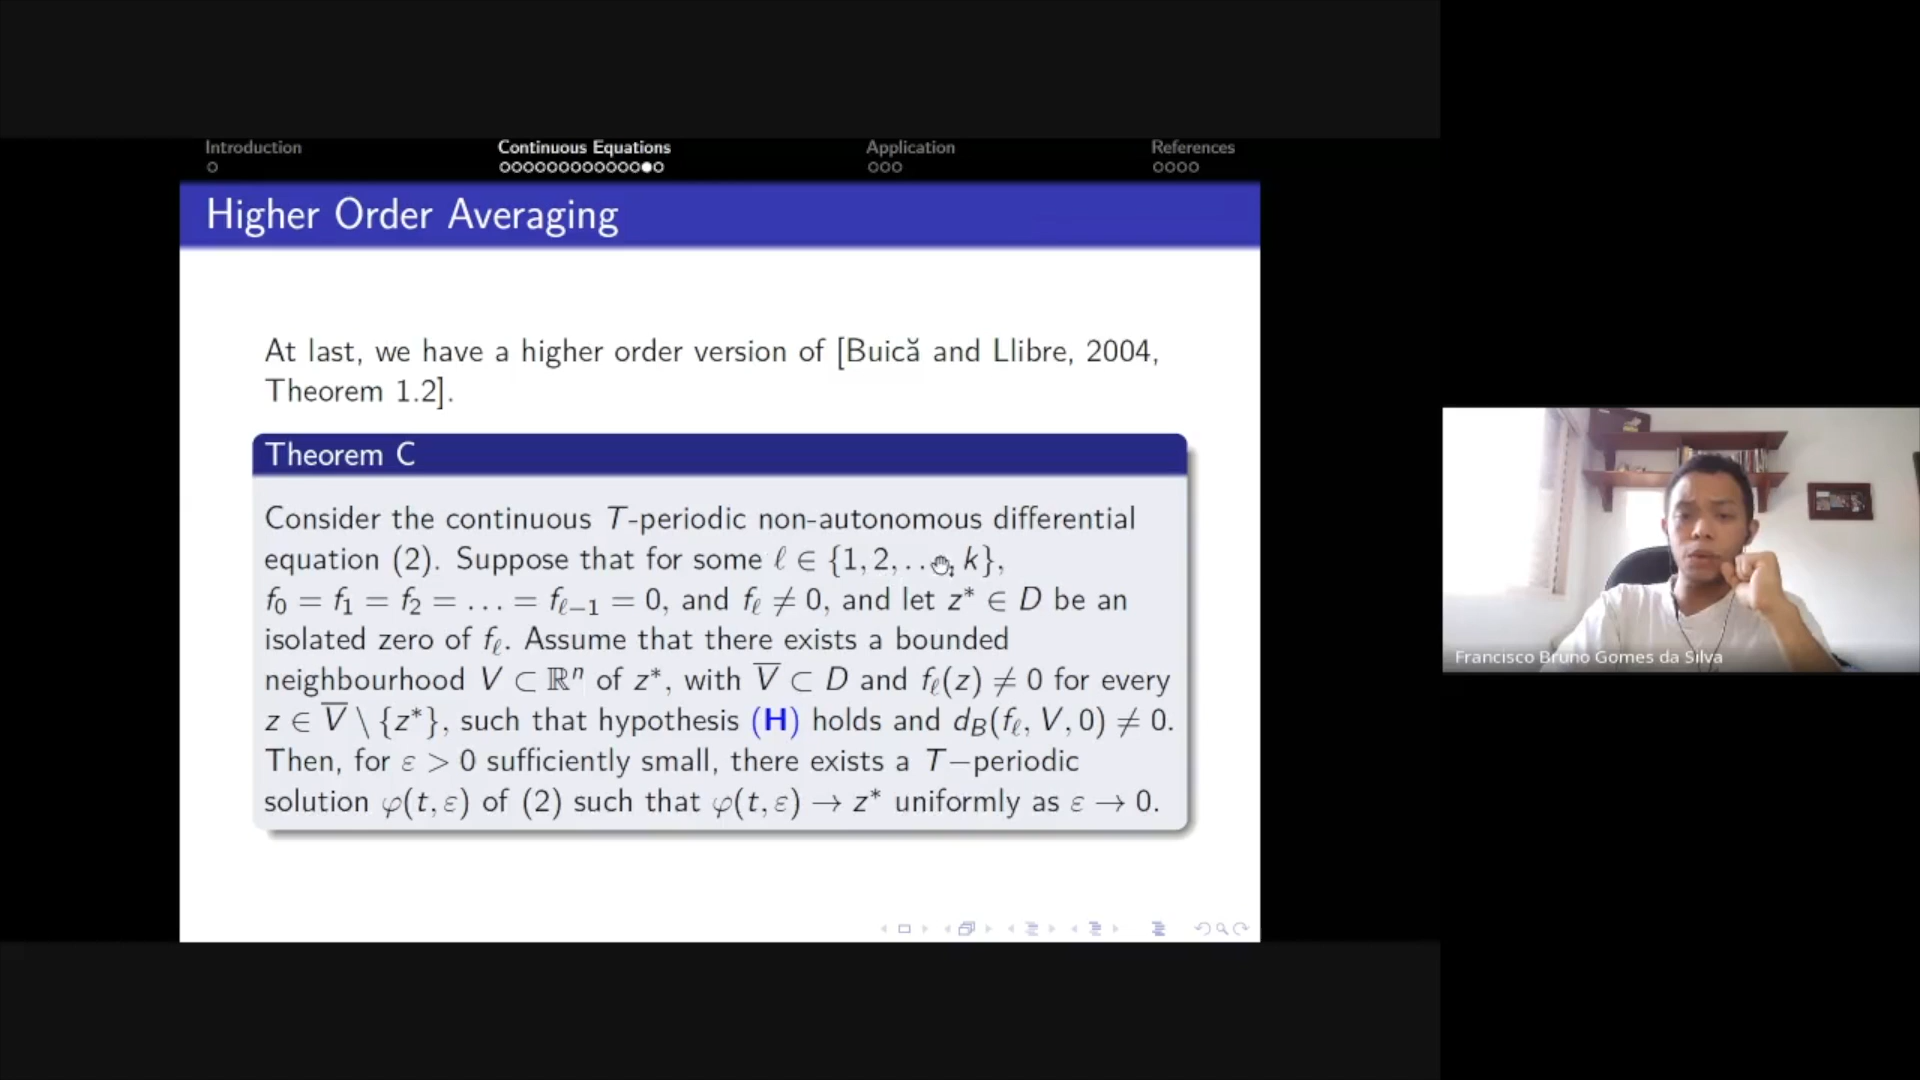 Introduction
Continuous Equations
Application
References
Higher Order Averaging
At last, we have a higher order version of [Buică and Llibre, 2004,
Theorem 1.2].
Theorem C
Consider the continuous T-periodic non-autonomous differential
equation (2). Suppose that for some ℓ ∈ {1, 2, . . , k},
f₀ = f₁ = f₂ = . . . = f_{ℓ−1} = 0, and f_ℓ ≠ 0, and let z* ∈ D be an
isolated zero of f_ℓ. Assume that there exists a bounded
neighbourhood V ⊂ ℝⁿ of z*, with V̅ ⊂ D and f_ℓ(z) ≠ 0 for every
z ∈ V̅ \ {z*}, such that hypothesis (H) holds and d_B(f_ℓ, V, 0) ≠ 0.
Then, for ε > 0 sufficiently small, there exists a T−periodic
solution φ(t, ε) of (2) such that φ(t, ε) → z* uniformly as ε → 0.
Francisco Bruno Gomes da Silva